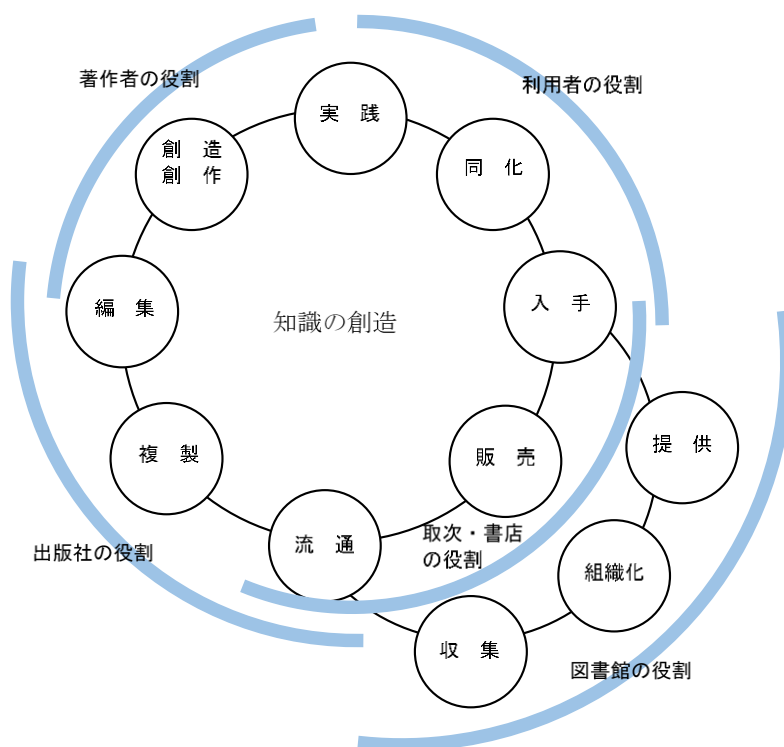 著作者の役割
利用者の役割
実 践
創 造
創 作
同 化
編 集
入 手
知識の創造
複 製
販 売
提 供
流 通
取次・書店
の役割
出版社の役割
組織化
収 集
図書館の役割